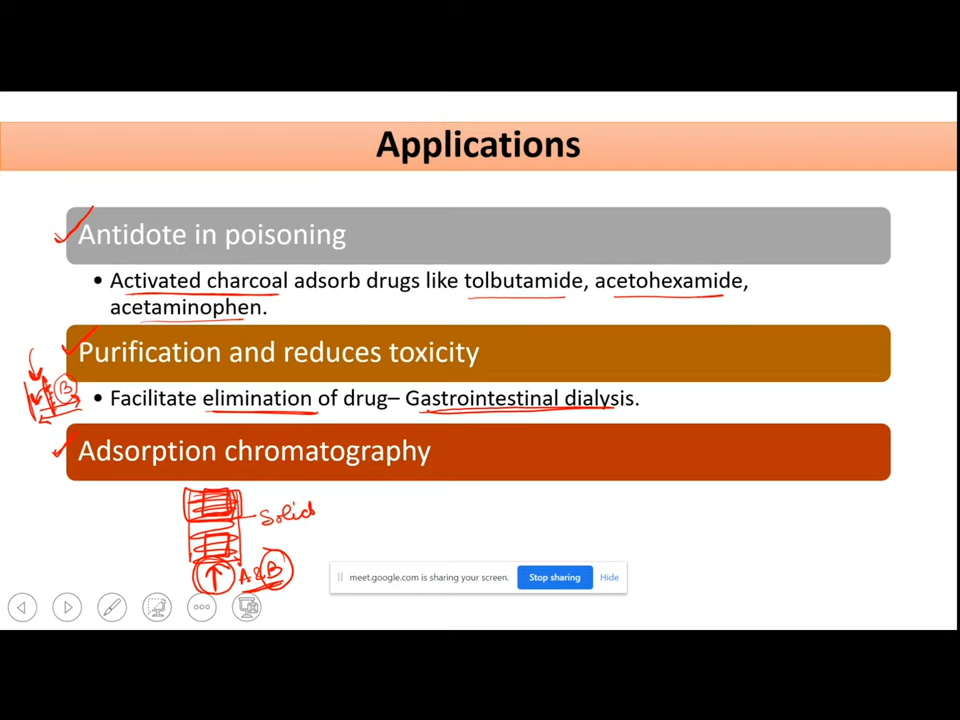 Applications
Antidote in poisoning
• Activated charcoal adsorb drugs like tolbutamide, acetohexamide,
acetaminophen.
Purification and reduces toxicity
B
• Facilitate elimination of drug– Gastrointestinal dialysis.
Adsorption chromatography
Solid
A & B
meet.google.com is sharing your screen.
Stop sharing
Hide